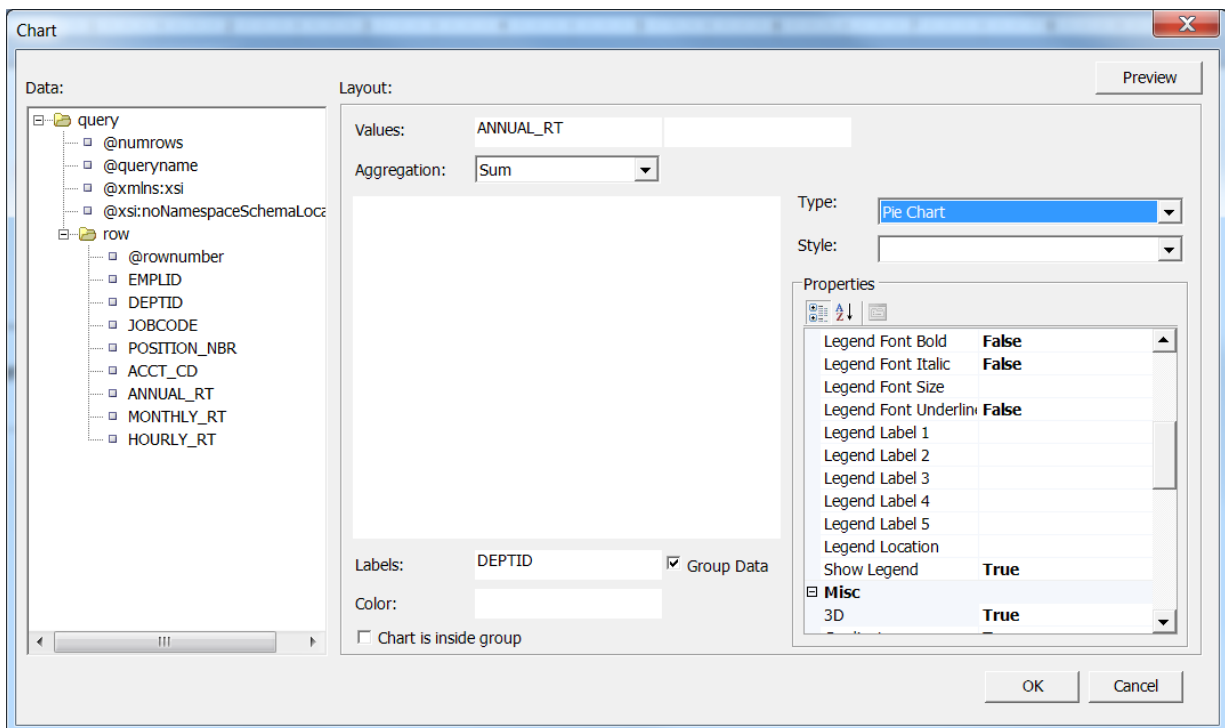 Chart
X
Preview
Data:
Layout:
query
@numrows
@queryname
@xmlns:xsi
@xsi:noNamespaceSchemaLoca
row
@rownumber
EMPLID
DEPTID
JOBCODE
POSITION_NBR
ACCT_CD
ANNUAL_RT
MONTHLY_RT
HOURLY_RT
Values: ANNUAL_RT
Aggregation: Sum
Labels: DEPTID Group Data
Color:
Chart is inside group
Type: Pie Chart
Style:
Properties
A Z
Legend Font Bold False
Legend Font Italic False
Legend Font Size
Legend Font Underlin False
Legend Label 1
Legend Label 2
Legend Label 3
Legend Label 4
Legend Label 5
Legend Location
Show Legend True
Misc
3D True
OK Cancel